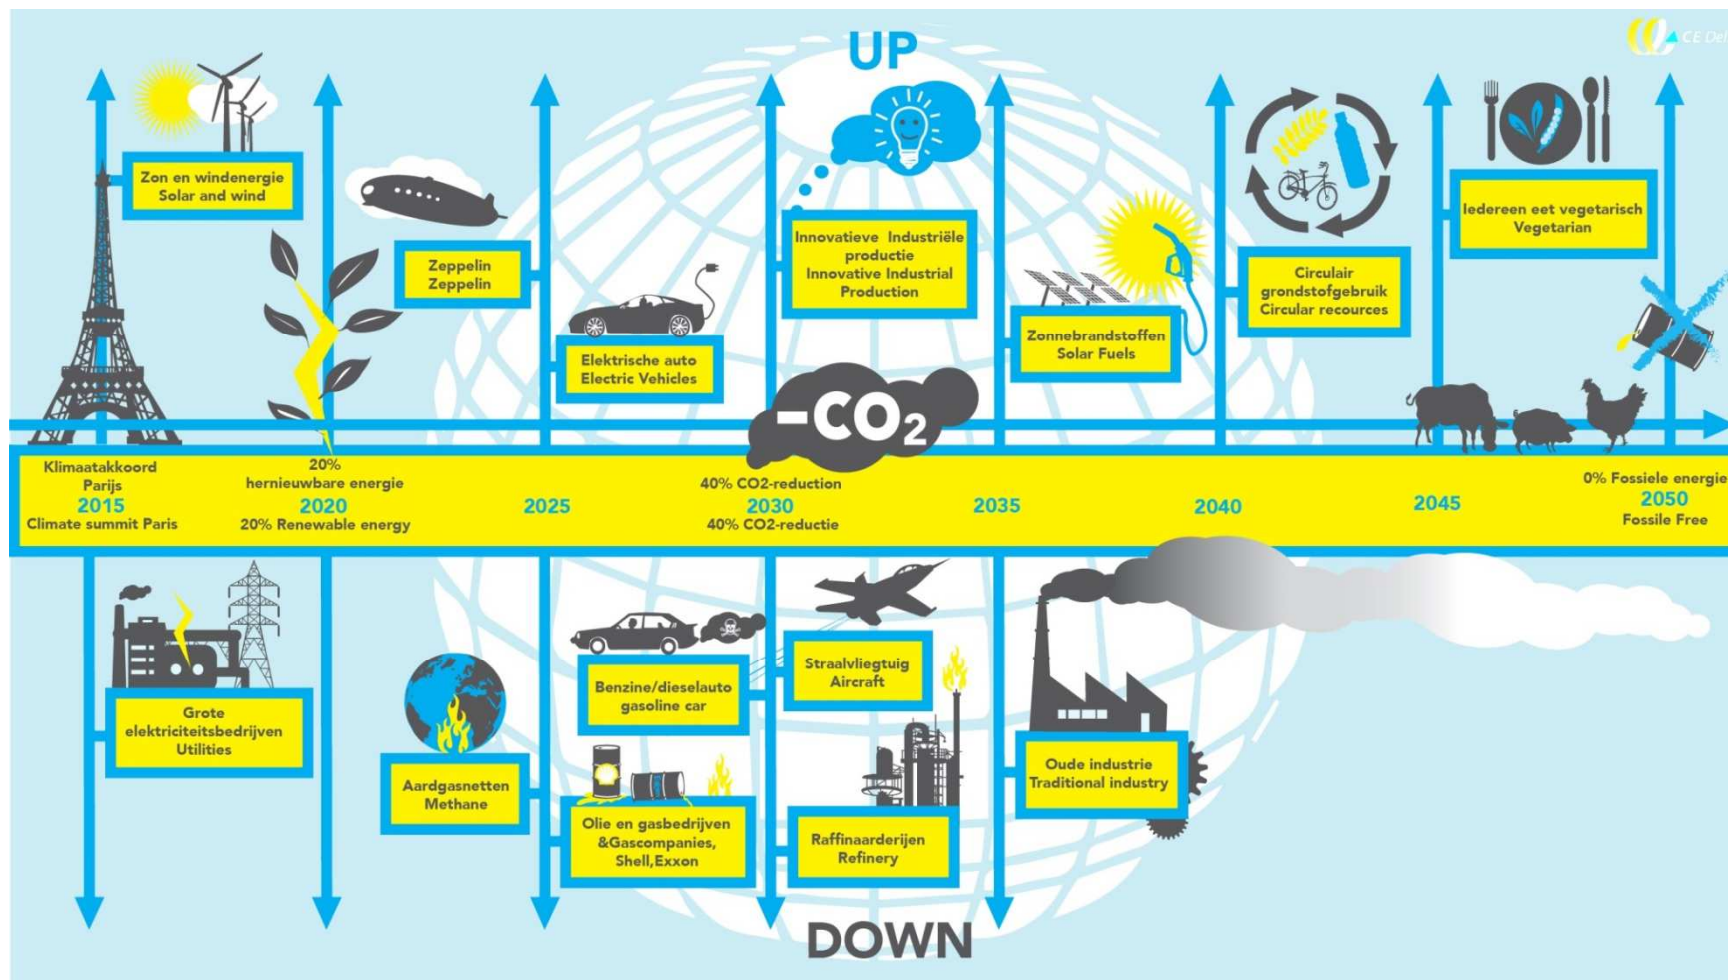 UP
CE Del
Zon en windenergie
Solar and wind
Zeppelin
Zeppelin
Elektrische auto
Electric Vehicles
Innovatieve Industriële
productie
Innovative Industrial
Production
Zonnebrandstoffen
Solar Fuels
Circulair
grondstofgebruik
Circular recources
Iedereen eet vegetarisch
Vegetarian
-CO2
Klimaatakkoord
Parijs
2015
Climate summit Paris
20%
hernieuwbare energie
2020
20% Renewable energy
2025
40% CO2-reduction
2030
40% CO2-reductie
2035
2040
2045
0% Fossiele energie
2050
Fossile Free
Grote
elektriciteitsbedrijven
Utilities
Aardgasnetten
Methane
Benzine/dieselauto
gasoline car
Olie en gasbedrijven
&Gascompanies,
Shell,Exxon
Straalvliegtuig
Aircraft
Raffinaarderijen
Refinery
Oude industrie
Traditional industry
DOWN